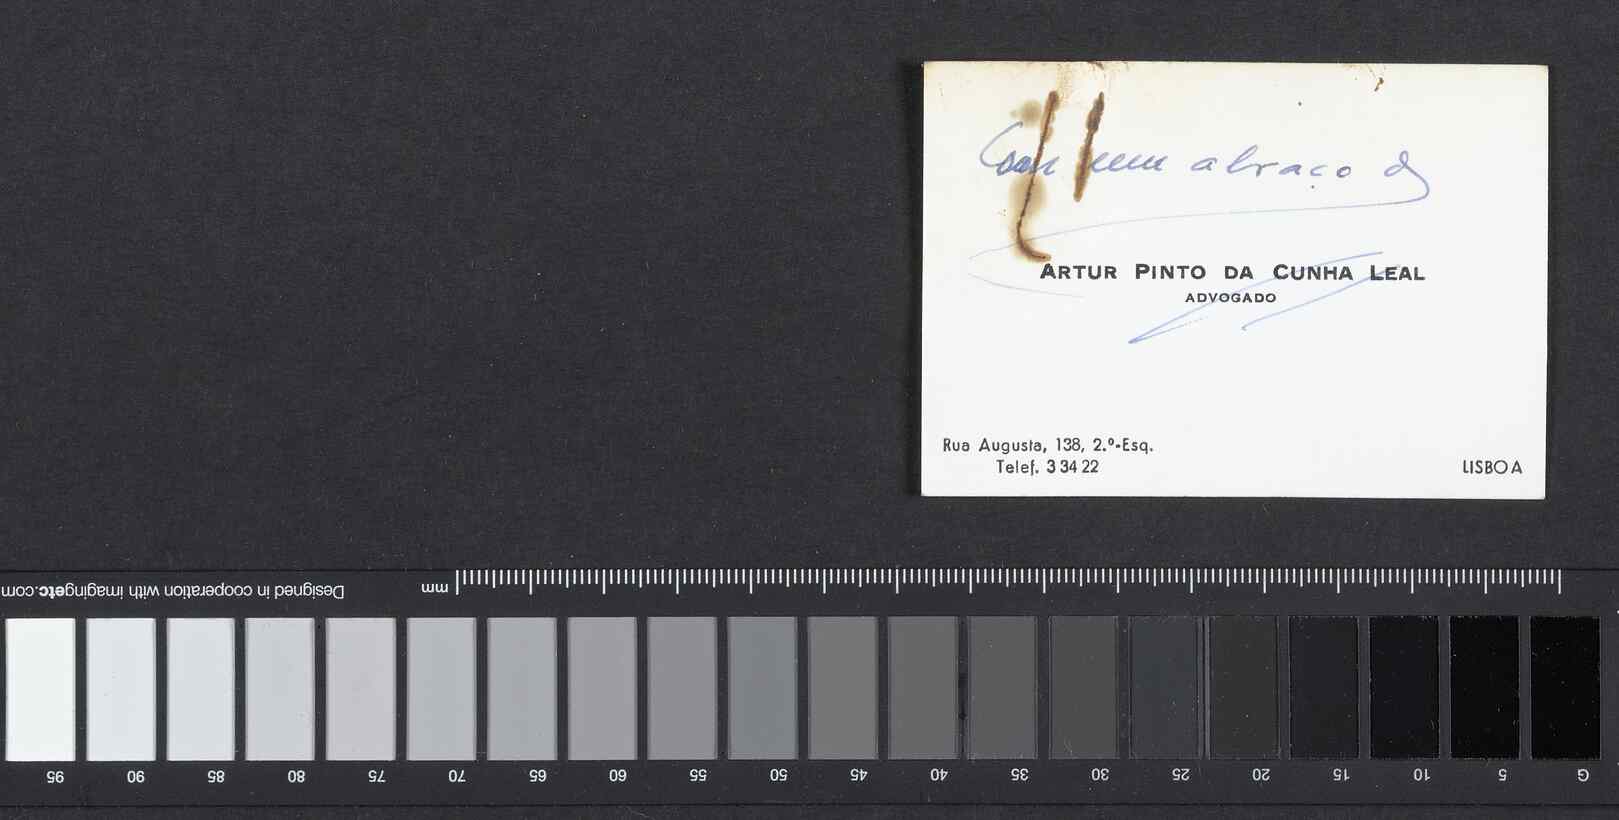 Com um abraço de
ARTUR PINTO DA CUNHA LEAL
ADVOGADO
Rua Augusta, 138, 2.º-Esq.
Telef. 3 34 22
LISBOA
mm
Designed in cooperation with imagingetc.com
95 90 85 80 75 70 65 60 55 50 45 40 35 30 25 20 15 10 5 G